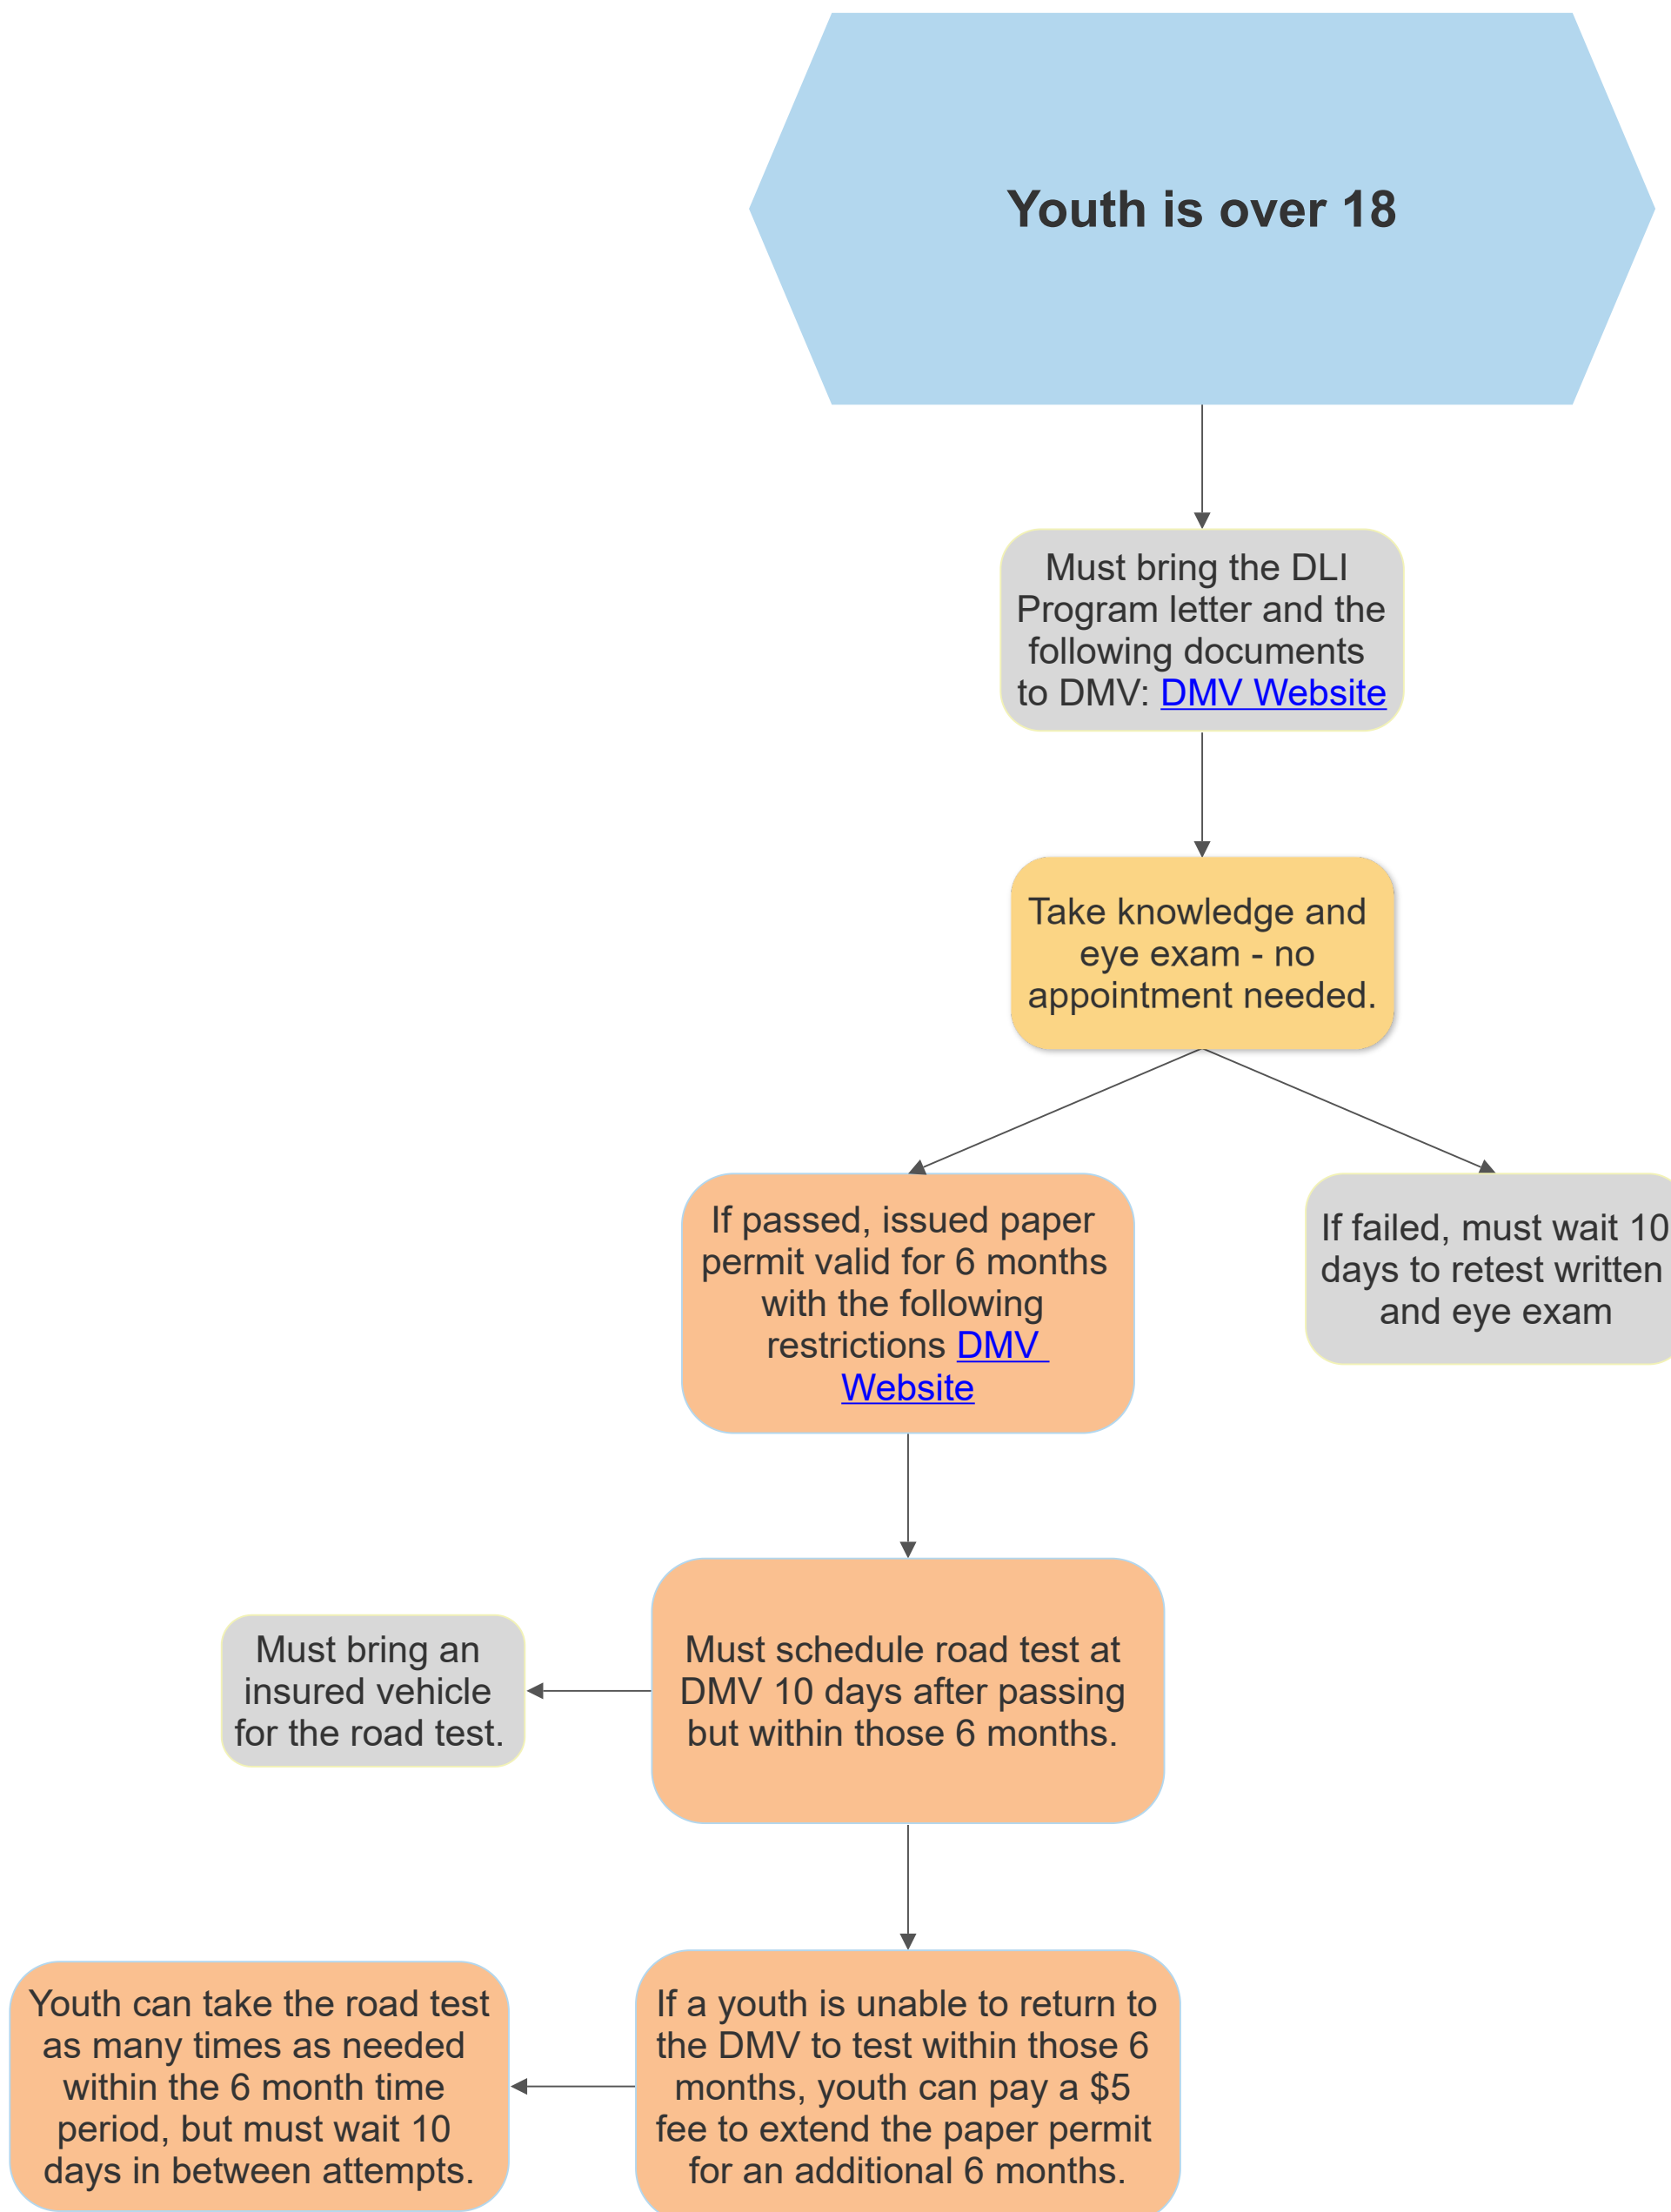 Youth is over 18
Must bring the DLI
Program letter and the
following documents
to DMV: DMV Website
Take knowledge and
eye exam - no
appointment needed.
If passed, issued paper
permit valid for 6 months
with the following
restrictions DMV
Website
If failed, must wait 10
days to retest written
and eye exam
Must schedule road test at
DMV 10 days after passing
but within those 6 months.
Must bring an
insured vehicle
for the road test.
If a youth is unable to return to
the DMV to test within those 6
months, youth can pay a $5
fee to extend the paper permit
for an additional 6 months.
Youth can take the road test
as many times as needed
within the 6 month time
period, but must wait 10
days in between attempts.